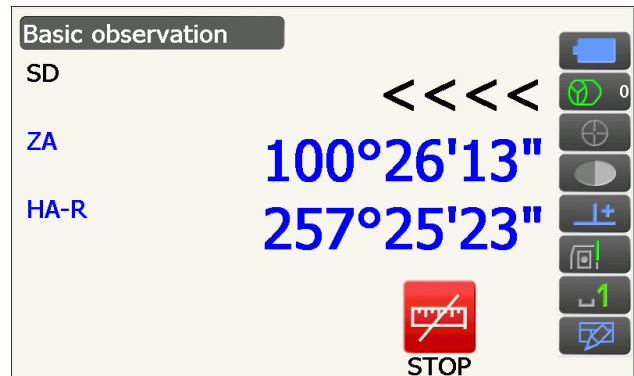 Basic observation
SD
<<<<
0
ZA
100°26'13"
HA-R
257°25'23"
1
STOP